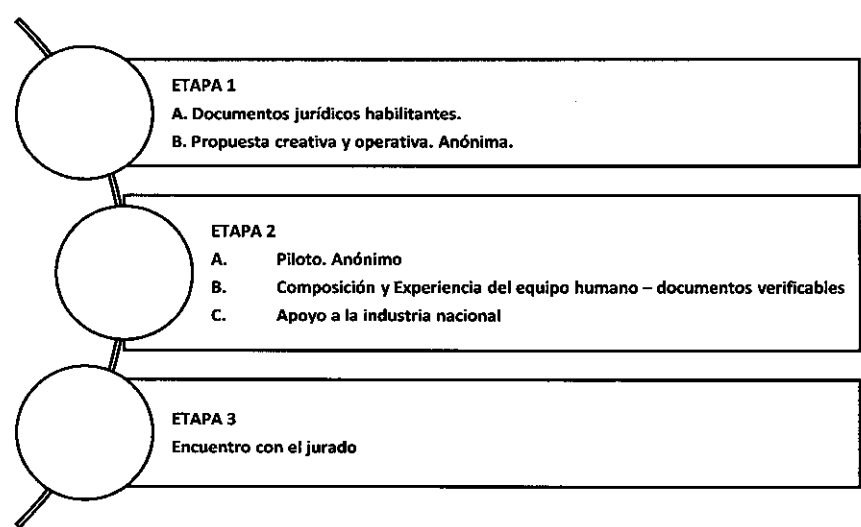 ETAPA 1
A. Documentos jurídicos habilitantes.
B. Propuesta creativa y operativa. Anónima.
ETAPA 2
A. Piloto. Anónimo
B. Composición y Experiencia del equipo humano – documentos verificables
C. Apoyo a la industria nacional
ETAPA 3
Encuentro con el jurado